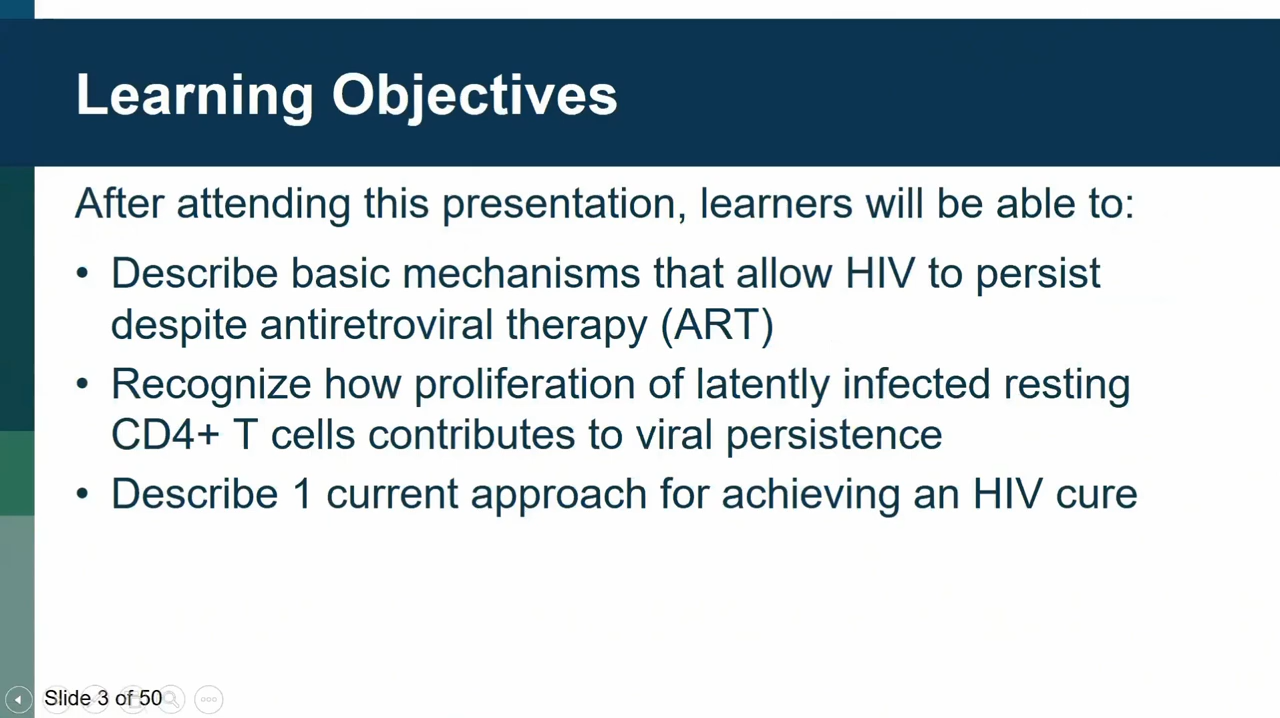 Learning Objectives
After attending this presentation, learners will be able to:
• Describe basic mechanisms that allow HIV to persist
despite antiretroviral therapy (ART)
• Recognize how proliferation of latently infected resting
CD4+ T cells contributes to viral persistence
• Describe 1 current approach for achieving an HIV cure
Slide 3 of 50